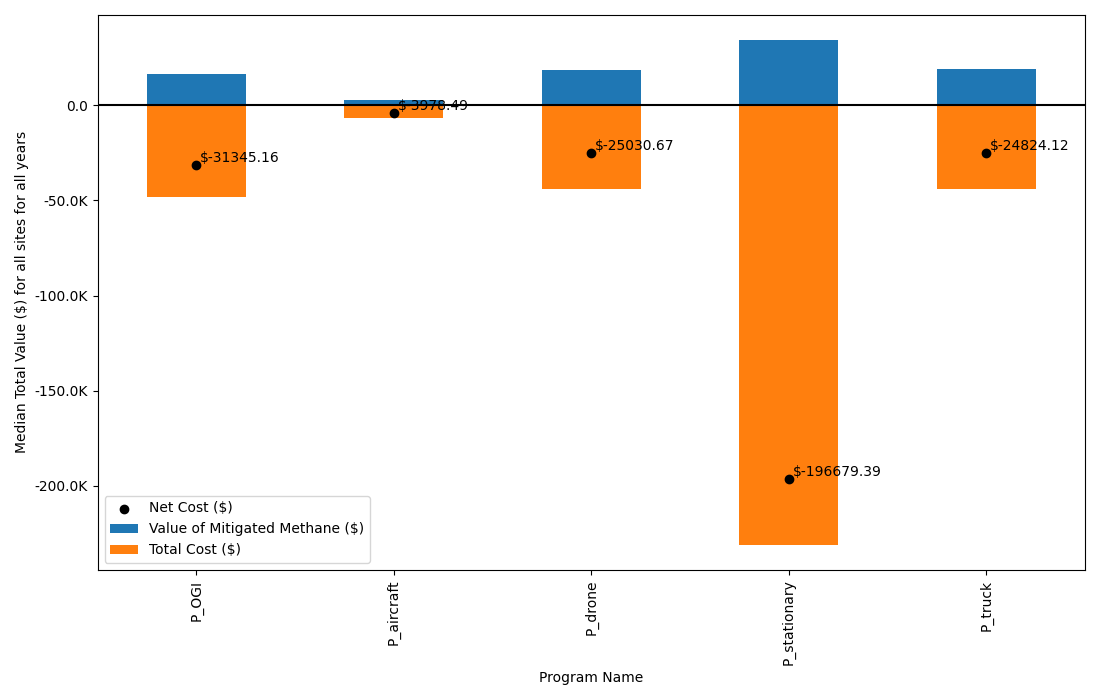 Median Total Value ($) for all sites for all years
0.0
-50.0K
-100.0K
-150.0K
-200.0K
$-31345.16
$-3978.49
$-25030.67
$-196679.39
$-24824.12
Net Cost ($)
Value of Mitigated Methane ($)
Total Cost ($)
P_OGI
P_aircraft
P_drone
P_stationary
P_truck
Program Name